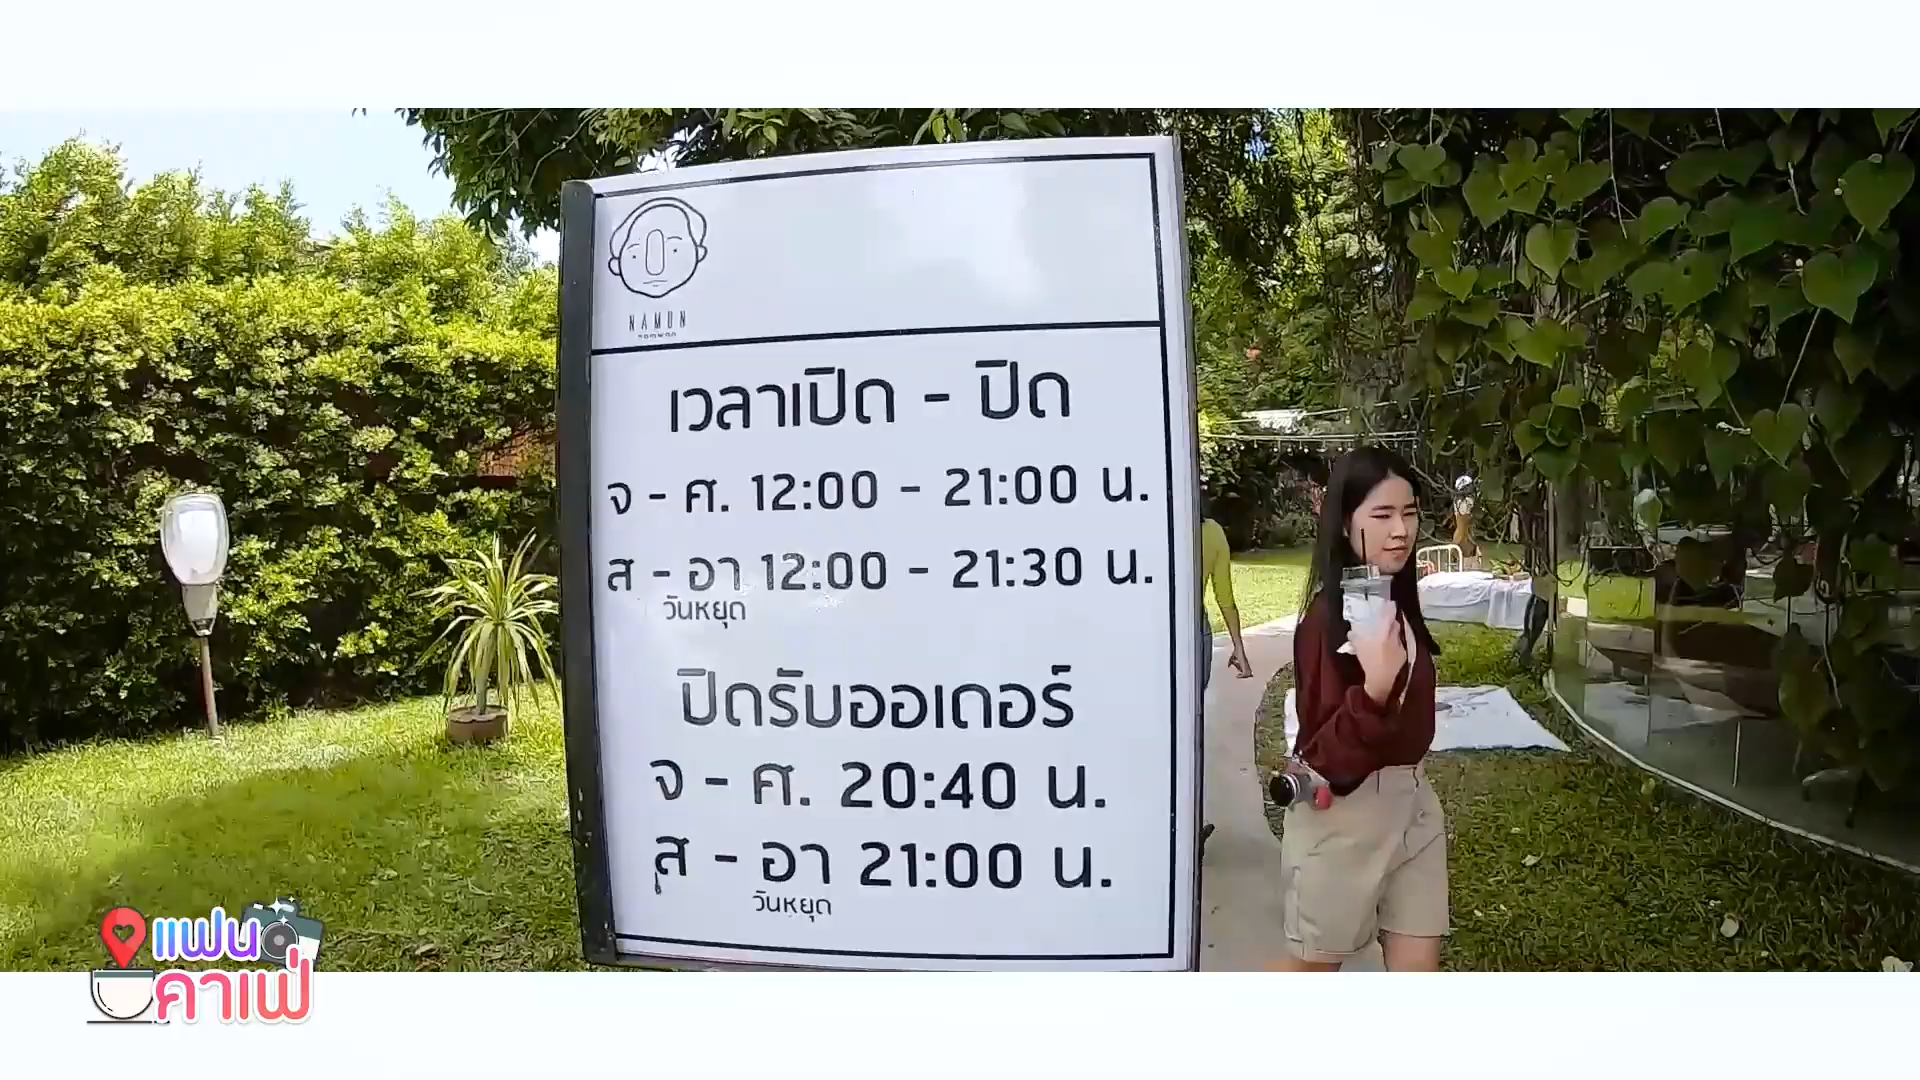 NAMUN
เวลาเปิด - ปิด
จ - ศ. 12:00 - 21:00 น.
ส - อา 12:00 - 21:30 น.
วันหยุด
ปิดรับออเดอร์
จ - ศ. 20:40 น.
ส - อา 21:00 น.
วันหยุด
แฟน
คาเฟ่